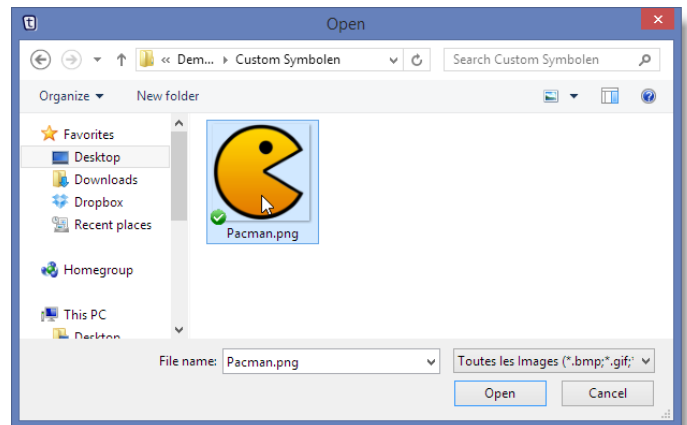 t
Open
×
« Dem... Custom Symbolen
Search Custom Symbolen
Organize
New folder
Favorites
Desktop
Downloads
Dropbox
Recent places
Homegroup
This PC
Desktop
Pacman.png
File name: Pacman.png
Toutes les Images (*.bmp;*.gif;*
Open
Cancel